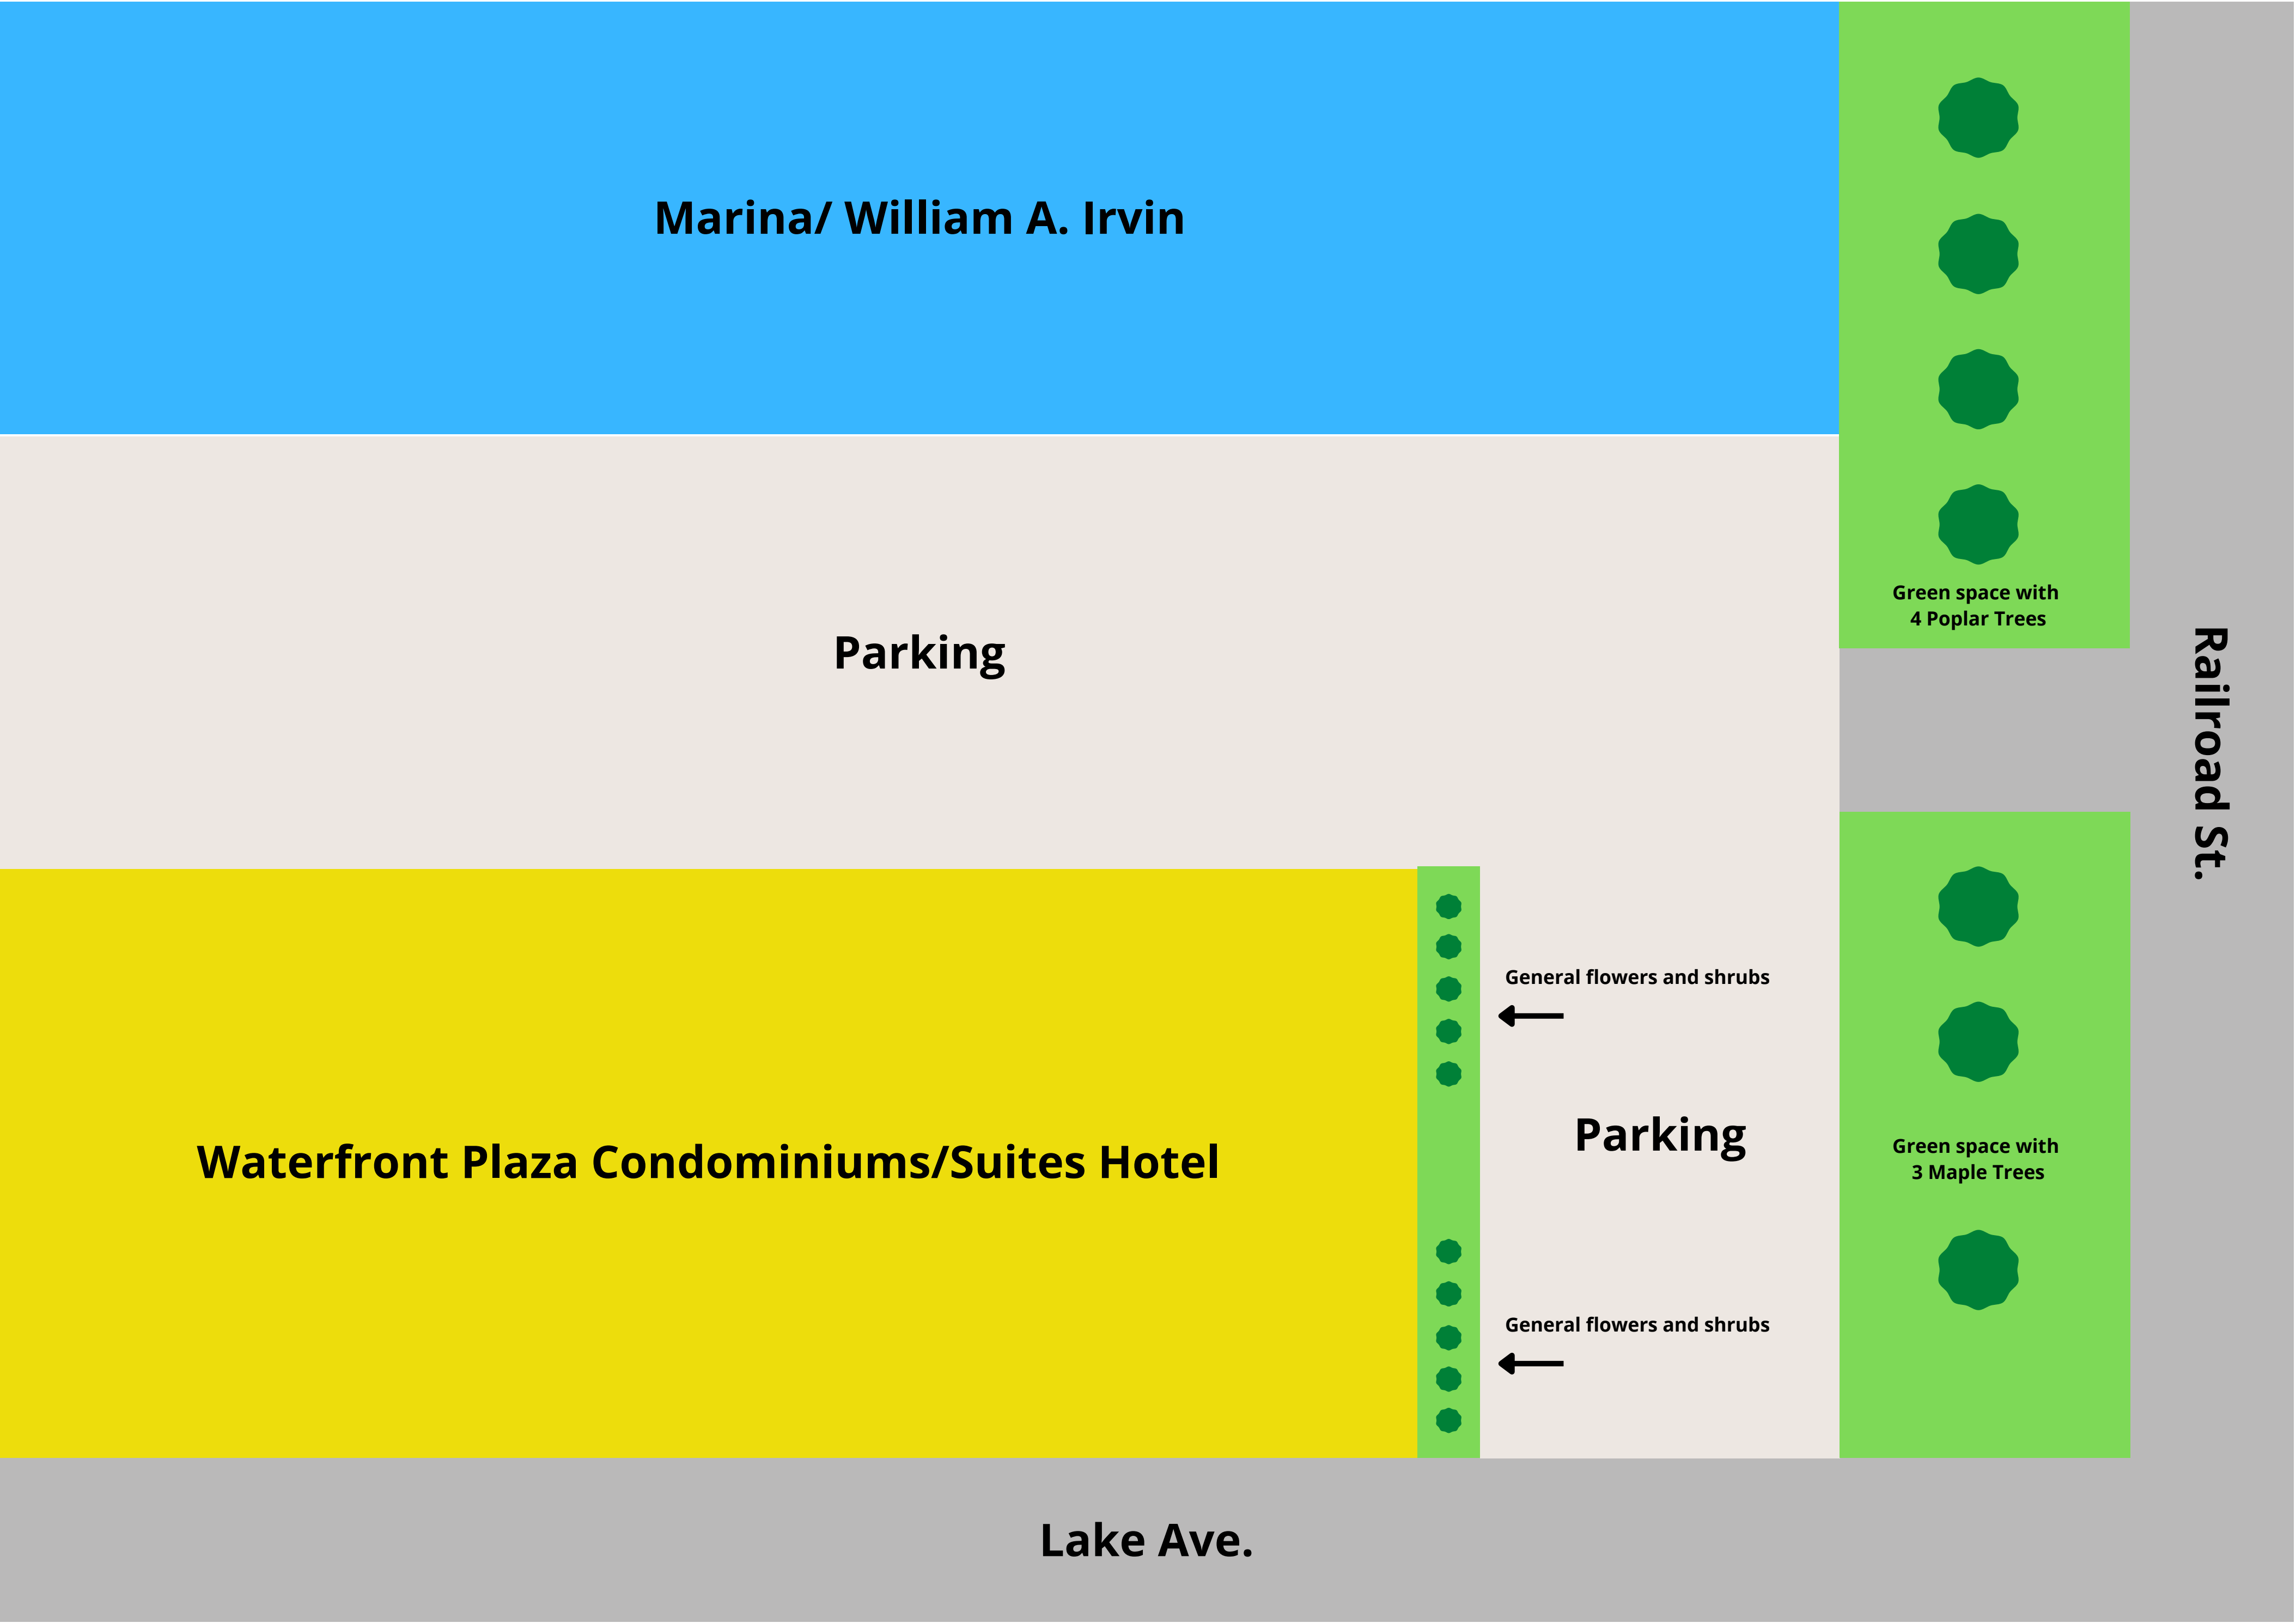 Marina/ William A. Irvin
Green space with
4 Poplar Trees
Parking
Railroad St.
General flowers and shrubs
Parking
Green space with
3 Maple Trees
Waterfront Plaza Condominiums/Suites Hotel
General flowers and shrubs
Lake Ave.